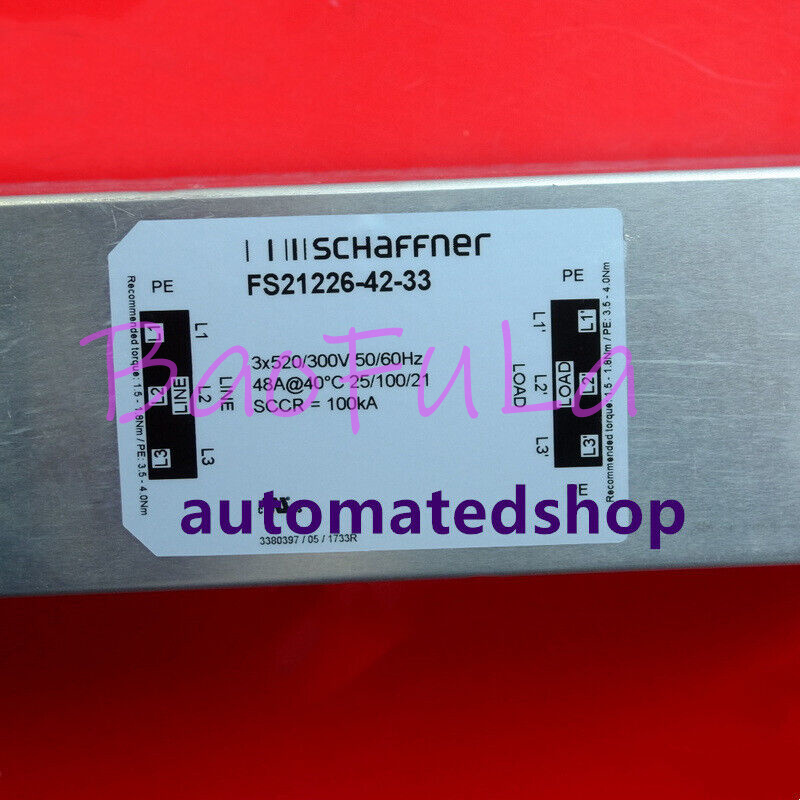 SCHAFFNER
FS21226-42-33
3x520/300V 50/60Hz
48A@40°C 25/100/21
SCCR = 100kA
PE
L1
L2
L3
LINE
L1
L2
L3
LINE
Recommended torque: 1.5 - 1.8Nm / PE: 3.5 - 4.0Nm
PE
L1'
L2'
L3'
LOAD
L1'
L2'
L3'
LOAD
Recommended torque: 1.5 - 1.8Nm / PE: 3.5 - 4.0Nm
3380397 / 05 / 1733R
BaoFuLa
automatedshop